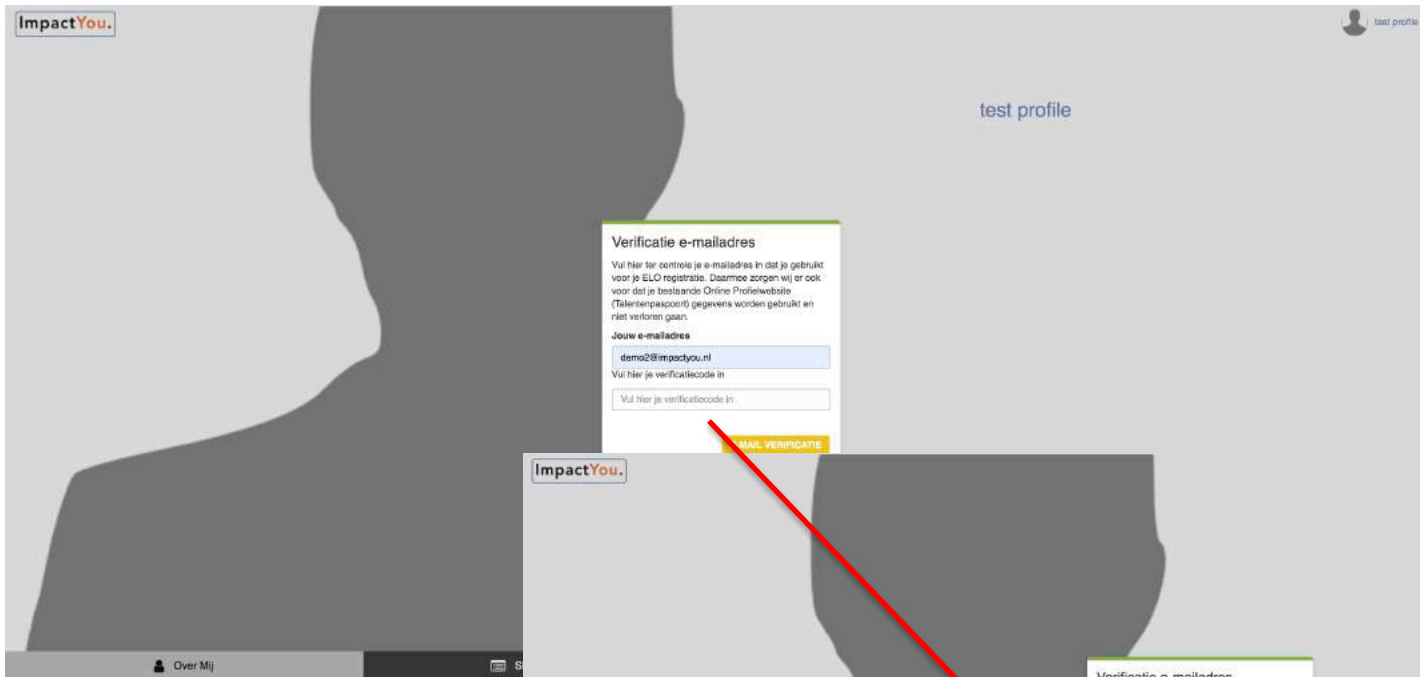 ImpactYou.
test profile
test profile
Verificatie e-mailadres
Vul hier ter controle je e-mailadres in dat je gebruikt
voor je ELO registratie. Daarmee zorgen wij er ook
voor dat je bestaande Online Profielwebsite
(Talentenpaspoort) gegevens worden gebruikt en
niet verloren gaan.
Jouw e-mailadres
demo2@impactyou.nl
Vul hier je verificatiecode in
Vul hier je verificatiecode in
MAIL VERIFICATIE
ImpactYou.
Over Mij
S
Verificatie e-mailadres